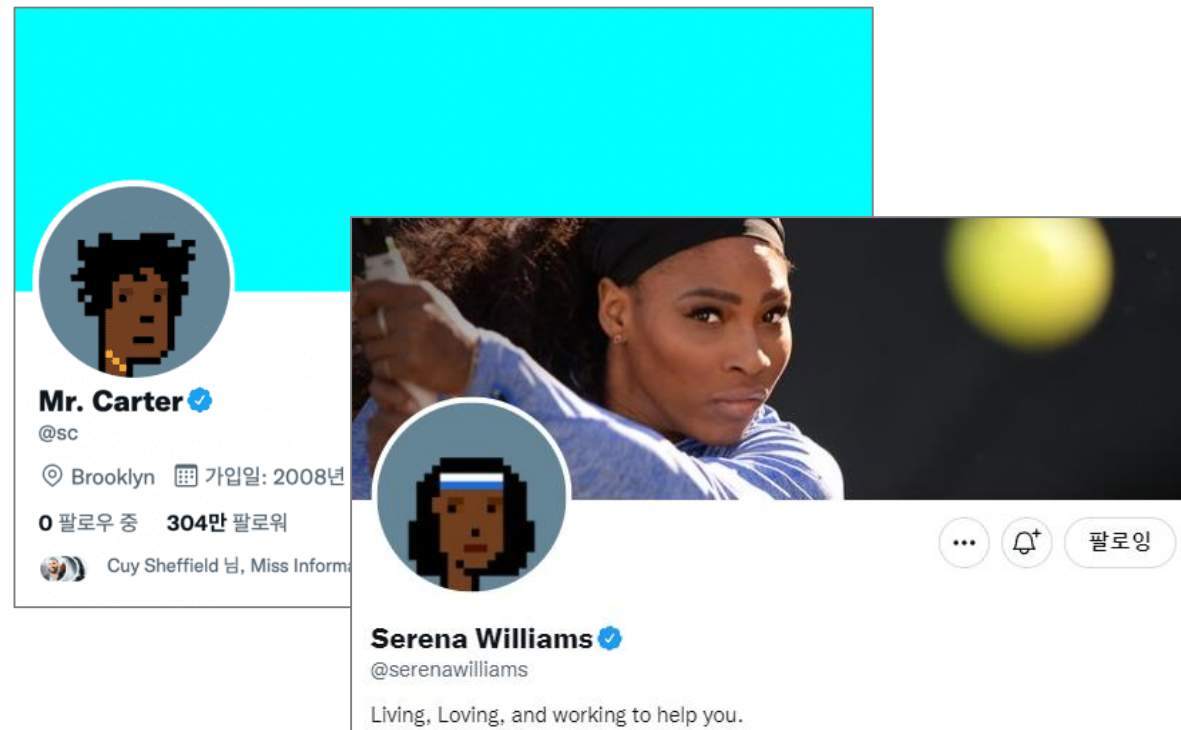 Mr. Carter
@sc
Brooklyn 가입일: 2008년
0 팔로우 중 304만 팔로워
Cuy Sheffield 님, Miss Informa
팔로잉
Serena Williams
@serenawilliams
Living, Loving, and working to help you.